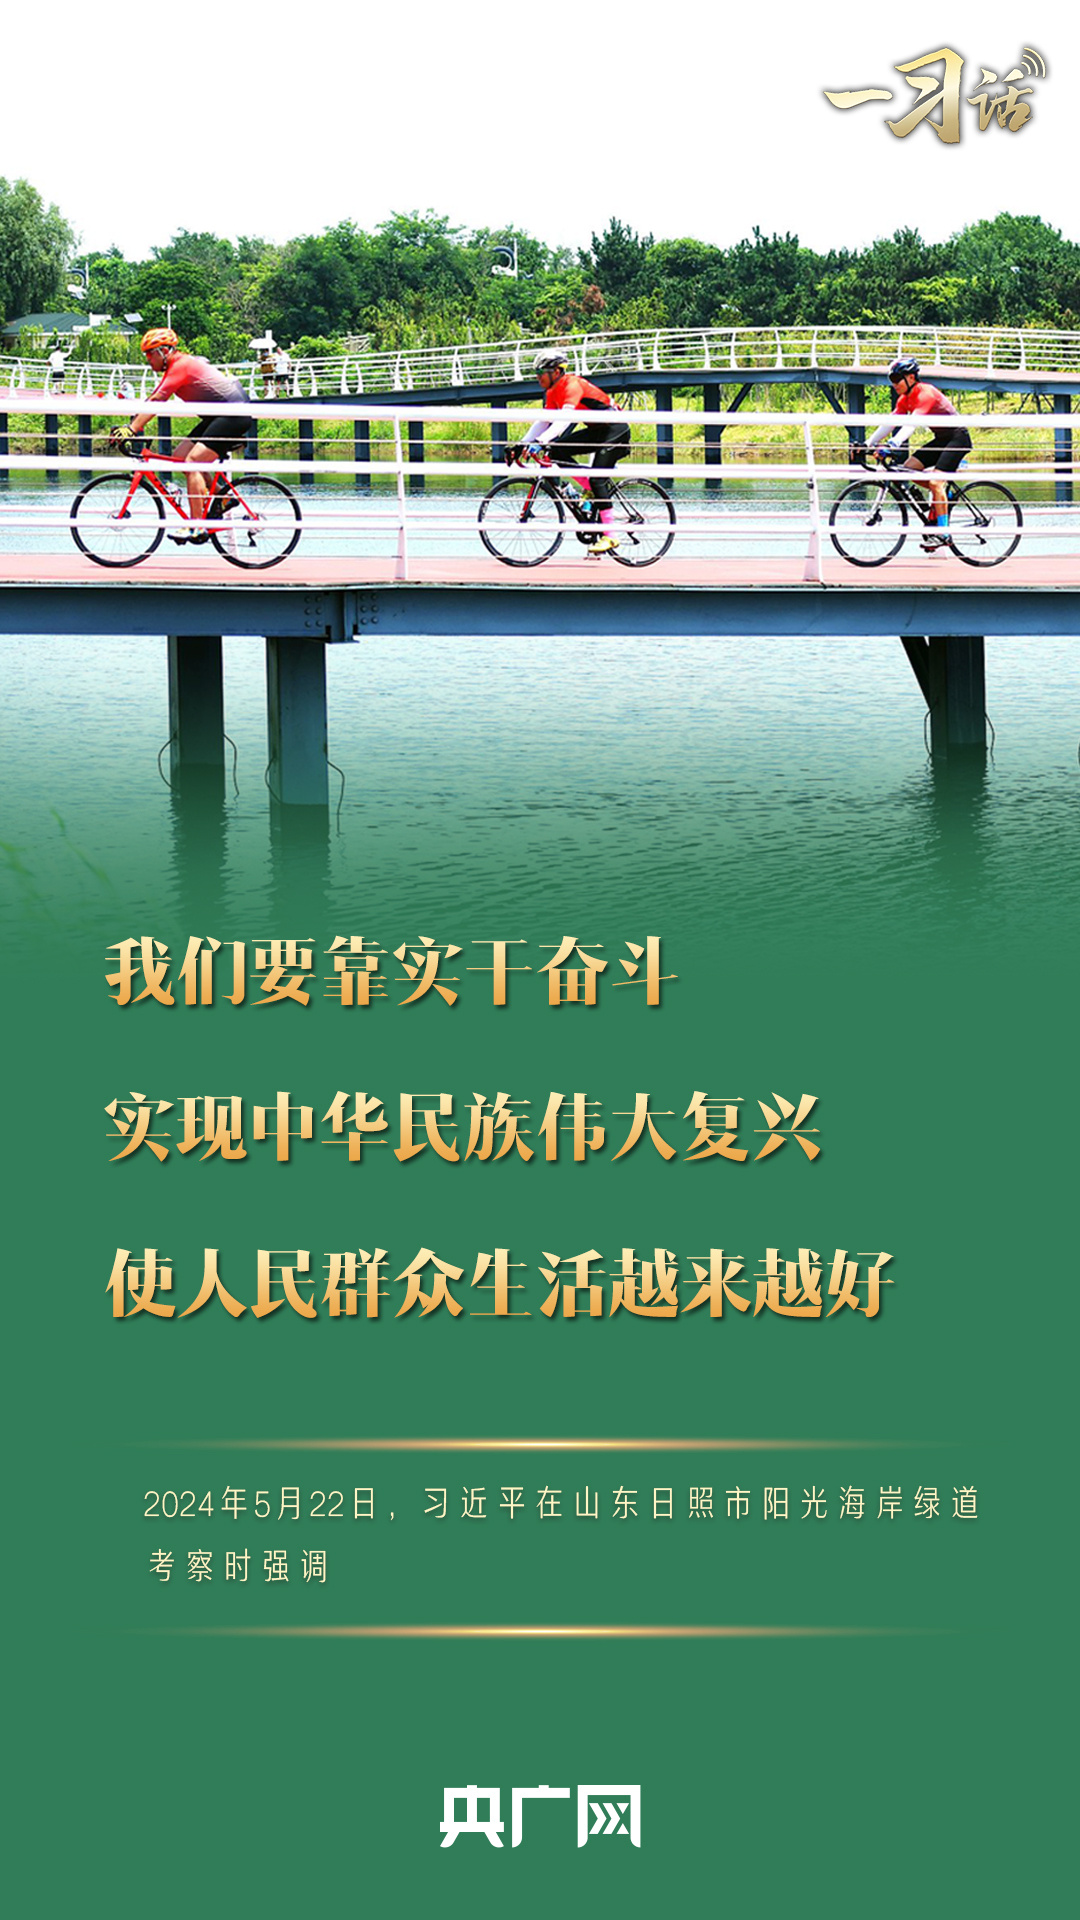 一习话
我们要靠实干奋斗
实现中华民族伟大复兴
使人民群众生活越来越好
2024年5月22日，习近平在山东日照市阳光海岸绿道
考察时强调
央广网